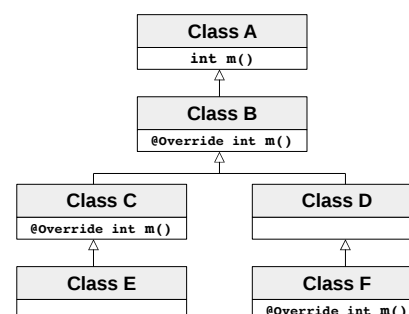 Class A
int m()
Class B
@Override int m()
Class C
Class D
@Override int m()
Class E
Class F
@Override int m()